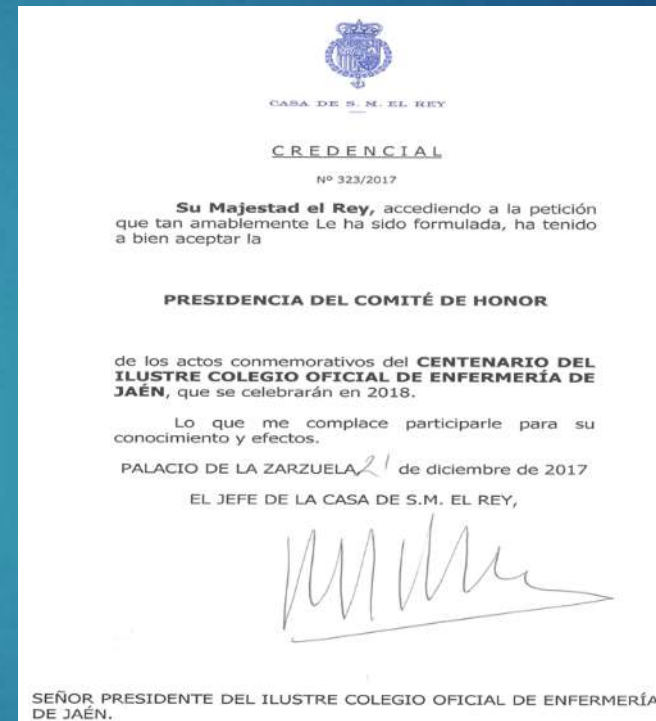 CASA DE S. M. EL REY
CREDENCIAL
Nº 323/2017
Su Majestad el Rey, accediendo a la petición
que tan amablemente Le ha sido formulada, ha tenido
a bien aceptar la
PRESIDENCIA DEL COMITÉ DE HONOR
de los actos conmemorativos del CENTENARIO DEL
ILUSTRE COLEGIO OFICIAL DE ENFERMERÍA DE
JAÉN, que se celebrarán en 2018.
Lo que me complace participarle para su
conocimiento y efectos.
PALACIO DE LA ZARZUELA, 21 de diciembre de 2017
EL JEFE DE LA CASA DE S.M. EL REY,
SEÑOR PRESIDENTE DEL ILUSTRE COLEGIO OFICIAL DE ENFERMERÍA
DE JAÉN.